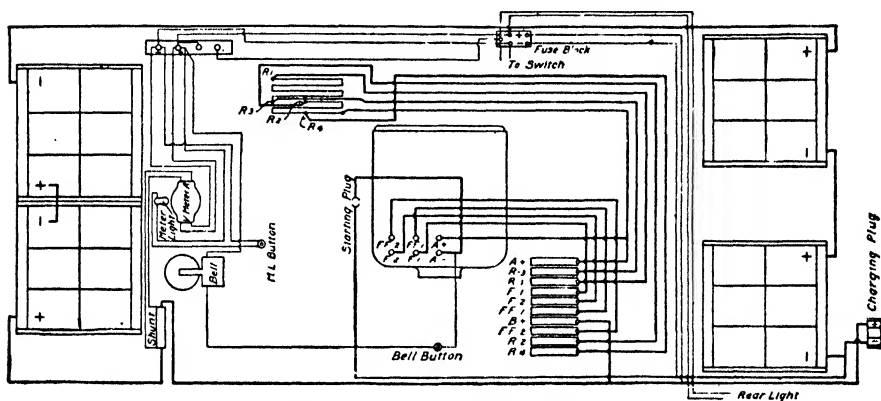 Fuse Block
To Switch
R1
R3
R2
R4
+
+
-
-
+
-
+
V Meter A
Meter Light
ML Button
Bell
Shunt
Starting Plug
FF2
FF1
A+
F2
F1
A-
Bell Button
A+
R-3
R1
F1
F2
FF1
B+
FF2
R2
R4
+
-
+
-
Charging Plug
+
-
Rear Light